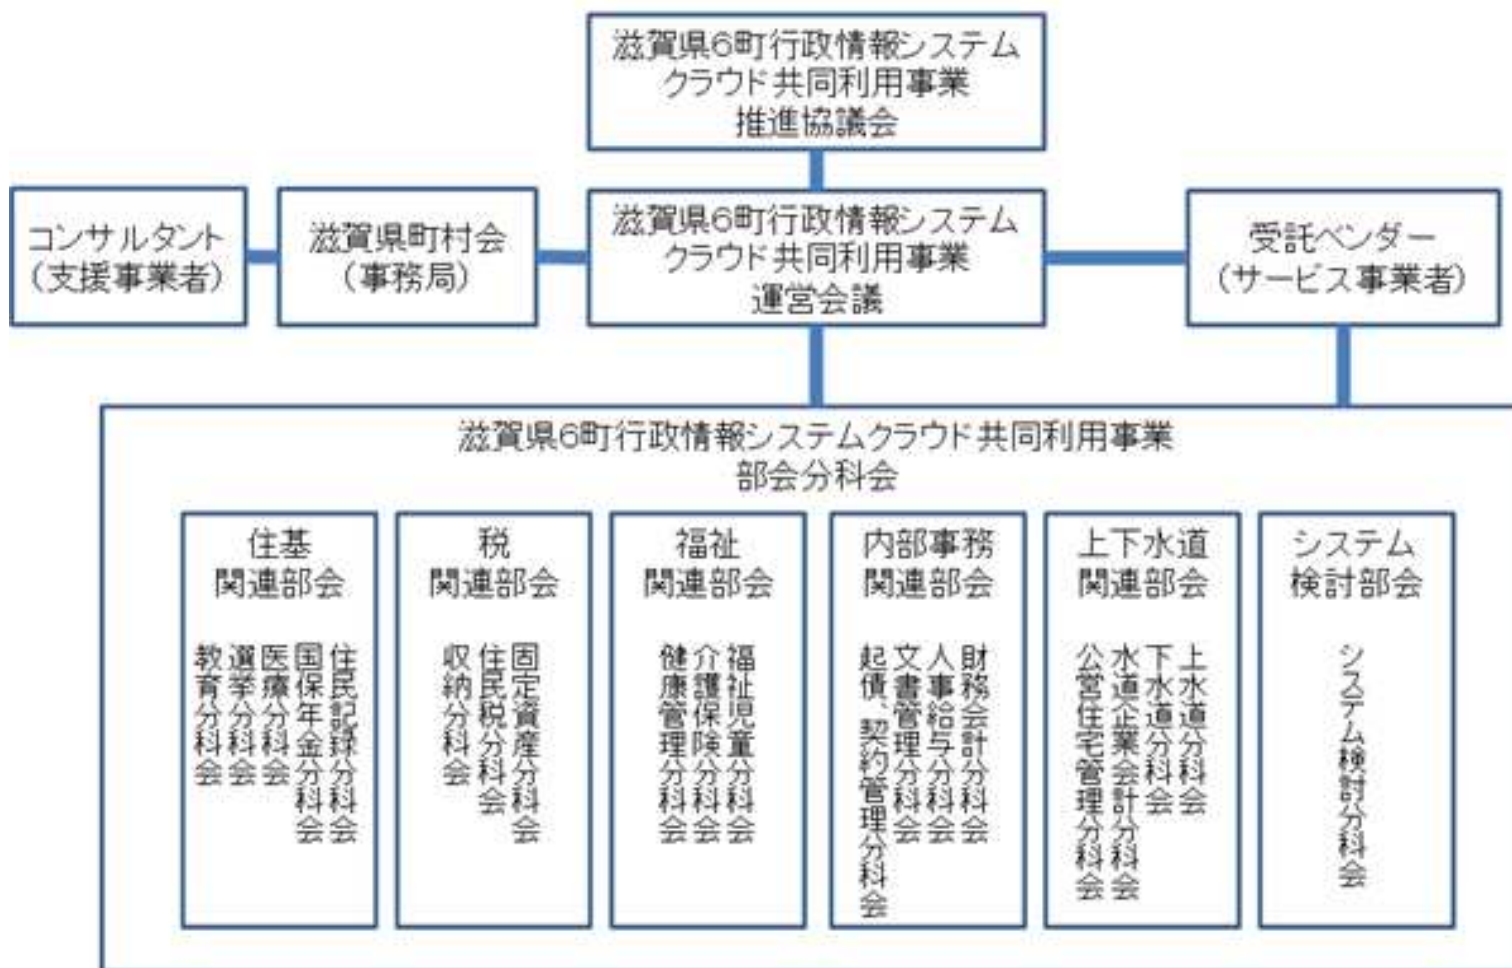 滋賀県6町行政情報システム
クラウド共同利用事業
推進協議会
コンサルタント
（支援事業者）
滋賀県町村会
（事務局）
滋賀県6町行政情報システム
クラウド共同利用事業
運営会議
受託ベンダー
（サービス事業者）
滋賀県6町行政情報システムクラウド共同利用事業
部会分科会
住基
関連部会
住民記録分科会
国保年金分科会
医療分科会
選挙分科会
教育分科会
税
関連部会
固定資産分科会
住民税分科会
収納分科会
福祉
関連部会
福祉児童分科会
介護保険分科会
健康管理分科会
内部事務
関連部会
財務会計分科会
人事給与分科会
文書管理分科会
起債、契約管理分科会
上下水道
関連部会
上水道分科会
下水道分科会
水道企業会計分科会
公営住宅管理分科会
システム
検討部会
システム検討分科会